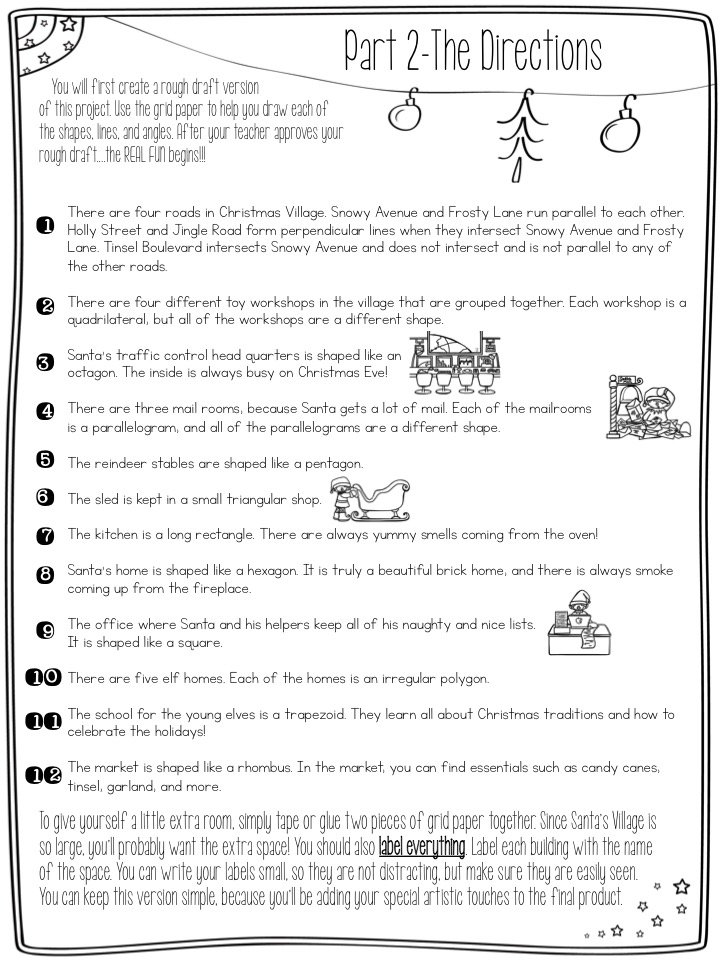 Part 2-The Directions
You will first create a rough draft version
of this project. Use the grid paper to help you draw each of
the shapes, lines, and angles. After your teacher approves your
rough draft....the REAL FUN begins!!!
1 There are four roads in Christmas Village. Snowy Avenue and Frosty Lane run parallel to each other.
Holly Street and Jingle Road form perpendicular lines when they intersect Snowy Avenue and Frosty
Lane. Tinsel Boulevard intersects Snowy Avenue and does not intersect and is not parallel to any of
the other roads.
2 There are four different toy workshops in the village that are grouped together. Each workshop is a
quadrilateral, but all of the workshops are a different shape.
3 Santa's traffic control head quarters is shaped like an
octagon. The inside is always busy on Christmas Eve!
4 There are three mail rooms, because Santa gets a lot of mail. Each of the mailrooms
is a parallelogram, and all of the parallelograms are a different shape.
5 The reindeer stables are shaped like a pentagon.
6 The sled is kept in a small triangular shop.
7 The kitchen is a long rectangle. There are always yummy smells coming from the oven!
8 Santa's home is shaped like a hexagon. It is truly a beautiful brick home, and there is always smoke
coming up from the fireplace.
9 The office where Santa and his helpers keep all of his naughty and nice lists.
It is shaped like a square.
10 There are five elf homes. Each of the homes is an irregular polygon.
11 The school for the young elves is a trapezoid. They learn all about Christmas traditions and how to
celebrate the holidays!
12 The market is shaped like a rhombus. In the market, you can find essentials such as candy canes,
tinsel, garland, and more.
To give yourself a little extra room, simply tape or glue two pieces of grid paper together. Since Santa's Village is
so large, you'll probably want the extra space! You should also label everything. Label each building with the name
of the space. You can write your labels small, so they are not distracting, but make sure they are easily seen.
You can keep this version simple, because you'll be adding your special artistic touches to the final product.